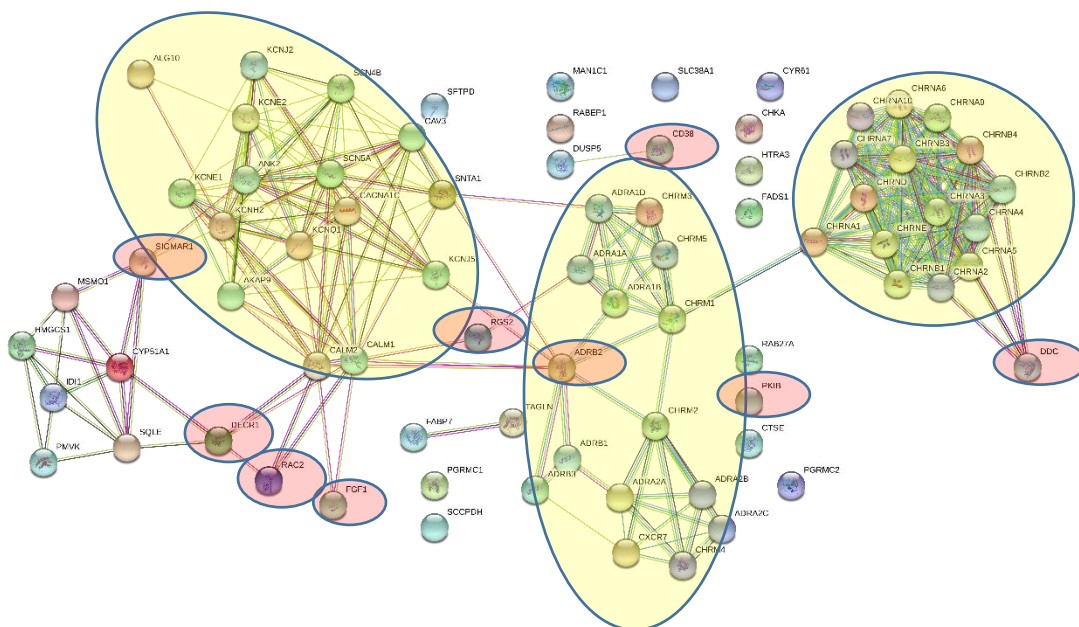 KCNJ2
ALG10
SCN4B
SFTPD
KCNE2
CAV3
ANK2
SCN5A
SNTA1
KCNE1
CACNA1C
KCNH2
KCNQ1
SIGMAR1
AKAP9
KCNJ5
MSMO1
HMGCS1
CYP51A1
IDI1
SQLE
PMVK
CALM2
CALM1
RGS2
DECR1
RAC2
FGF1
FABP7
TAGLN
PGRMC1
SCCPDH
MAN1C1
SLC38A1
CYR61
RABEP1
CHKA
DUSP5
CD38
HTRA3
FADS1
ADRA1D
CHRM3
CHRM5
ADRA1A
ADRA1B
CHRM1
ADRB2
CHRM2
ADRB1
ADRB3
ADRA2A
ADRA2B
ADRA2C
CXCR7
CHRM4
RAB27A
PKIB
CTSE
PGRMC2
CHRNA6
CHRNA10
CHRNA9
CHRNA7
CHRNB3
CHRNB4
CHRNB2
CHRND
CHRNA3
CHRNA4
CHRNA1
CHRNE
CHRNA5
CHRNB1
CHRNA2
DDC